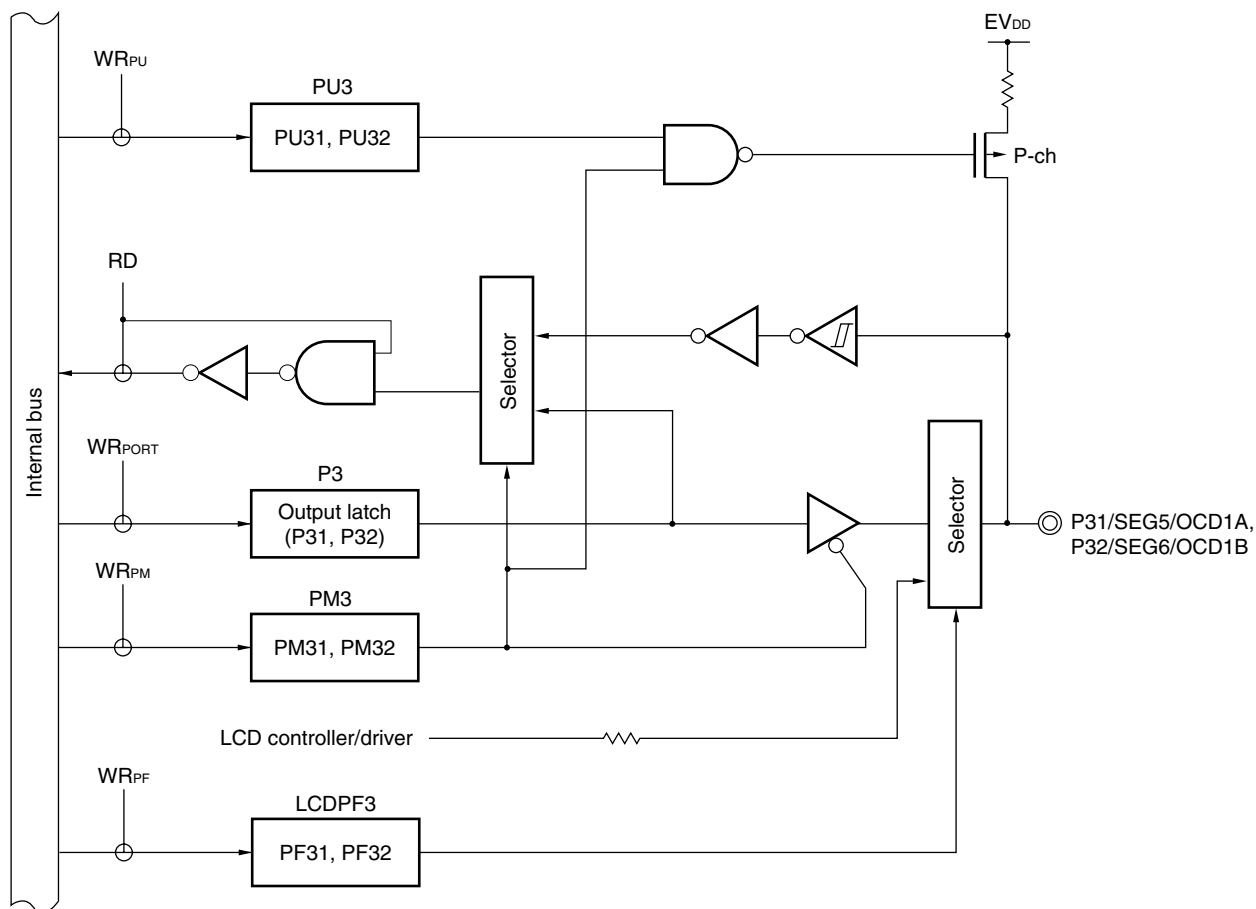 EVDD
WRPU
PU3
PU31, PU32
P-ch
RD
Selector
Internal bus
WRPORT
P3
Output latch
(P31, P32)
Selector
P31/SEG5/OCD1A,
P32/SEG6/OCD1B
WRPM
PM3
PM31, PM32
LCD controller/driver
WRPF
LCDPF3
PF31, PF32